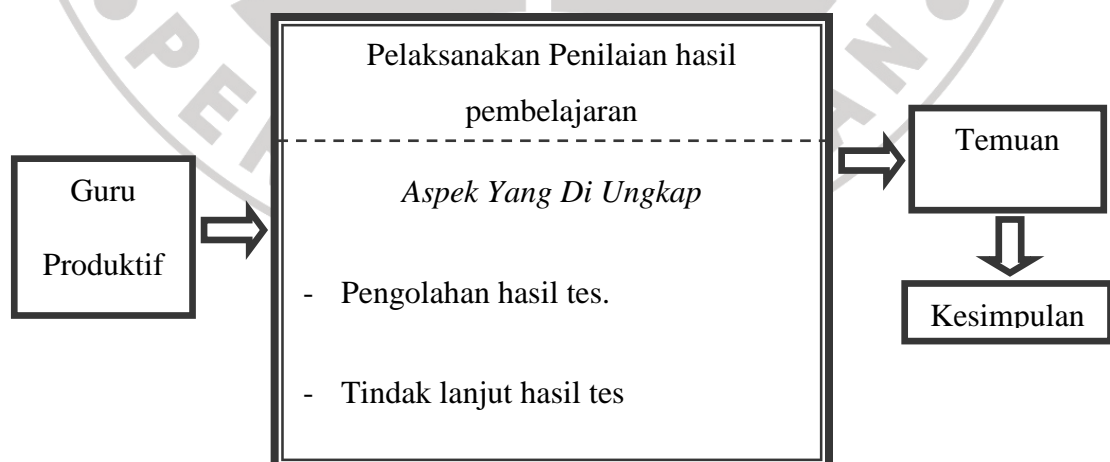 Guru
Produktif
Pelaksanakan Penilaian hasil
pembelajaran
Aspek Yang Di Ungkap
- Pengolahan hasil tes.
- Tindak lanjut hasil tes
Temuan
Kesimpulan